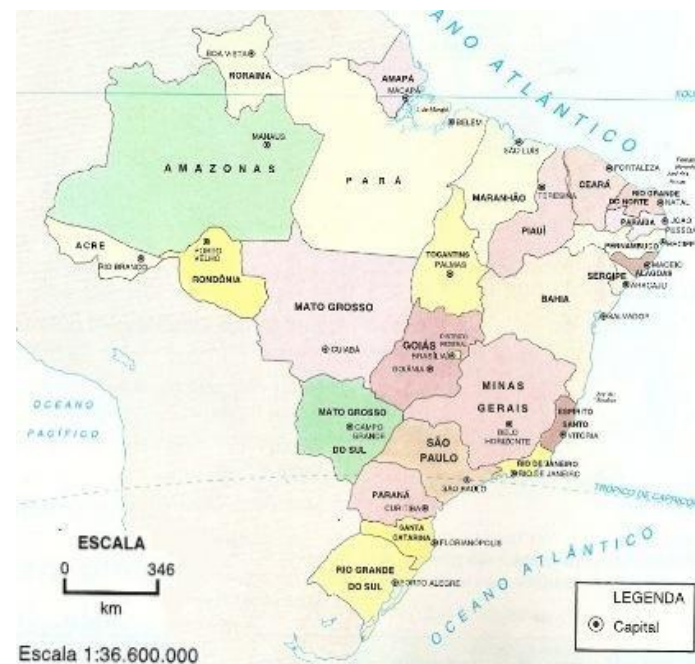 ANO ATLÂNTICO
BOA VISTA
RORAIMA
AMAPÁ
MACAPÁ
BELÉM
MANAUS
AMAZONAS
PARÁ
SÃO LUÍS
MARANHÃO
TERESINA
CEARÁ
FORTALEZA
RIO GRANDE
DO NORTE
NATAL
PARAÍBA
JOÃO
PESSOA
PIAUÍ
PERNAMBUCO
RECIFE
ACRE
RIO BRANCO
PORTO
VELHO
RONDÔNIA
TOCANTINS
PALMAS
SERGIPE
MACEIÓ
ALAGOAS
ARACAJU
BAHIA
SALVADOR
MATO GROSSO
CUIABÁ
GOIÁS
DISTRITO
FEDERAL
BRASÍLIA
GOIÂNIA
MINAS
GERAIS
BELO
HORIZONTE
ESPÍRITO
SANTO
VITÓRIA
OCEANO
PACÍFICO
MATO GROSSO
DO SUL
CAMPO
GRANDE
SÃO
PAULO
SÃO PAULO
RIO DE JANEIRO
RIO DE JANEIRO
TRÓPICO DE CAPRICÓ
PARANÁ
CURITIBA
SANTA
CATARINA
FLORIANÓPOLIS
RIO GRANDE
DO SUL
PORTO ALEGRE
OCEANO ATLÂNTICO
ESCALA
0 346
km
Escala 1:36.600.000
LEGENDA
Capital